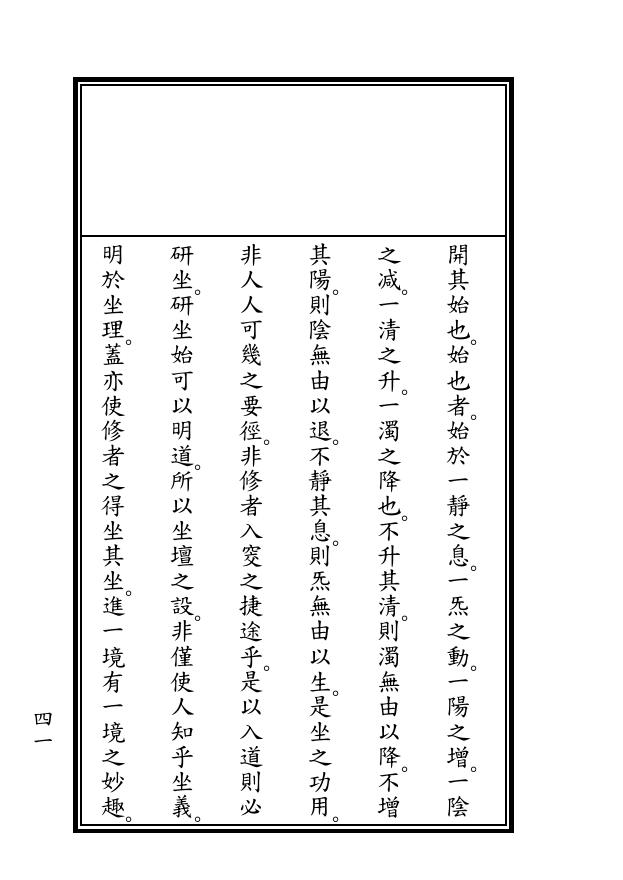 開其始也。始也者。始於一靜之息。一炁之動。一陽之增。一陰
之減。一清之升。一濁之降也。不升其清。則濁無由以降。不增
其陽。則陰無由以退。不靜其息。則炁無由以生。是坐之功用。
非人人可幾之要徑。非修者入窔之捷途乎。是以入道則必
研坐。研坐始可以明道。所以坐壇之設。非僅使人知乎坐義。
明於坐理。蓋亦使修者之得坐其坐。進一境有一境之妙趣。
四一